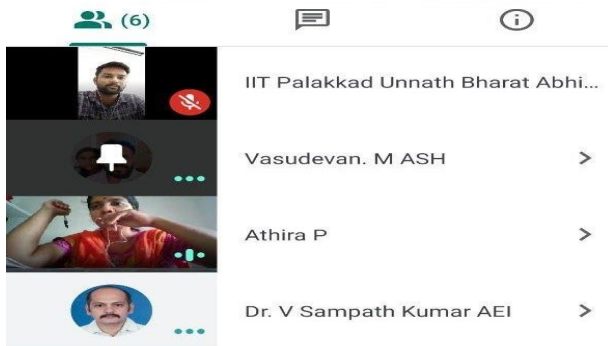 (6)
IIT Palakkad Unnath Bharat Abhi...
Vasudevan. M ASH
Athira P
Dr. V Sampath Kumar AEI